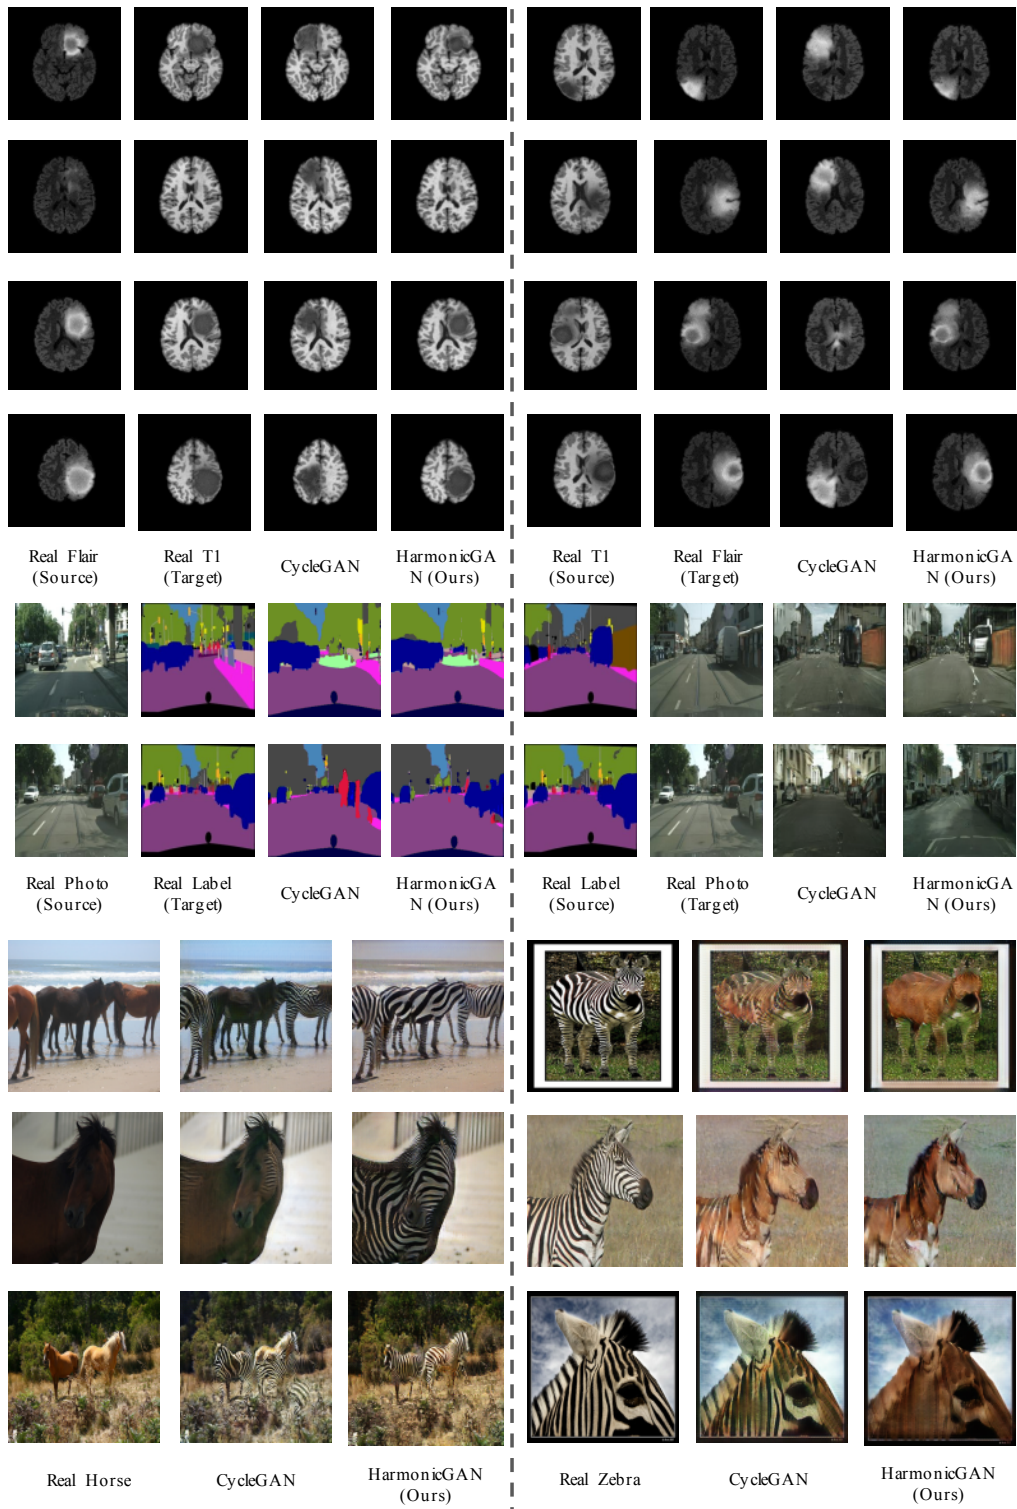 Real Flair
(Source)
Real T1
(Target)
CycleGAN
HarmonicGA
N (Ours)
Real T1
(Source)
Real Flair
(Target)
CycleGAN
HarmonicGA
N (Ours)
Real Photo
(Source)
Real Label
(Target)
CycleGAN
HarmonicGA
N (Ours)
Real Label
(Source)
Real Photo
(Target)
CycleGAN
HarmonicGA
N (Ours)
Real Horse
CycleGAN
HarmonicGAN
(Ours)
Real Zebra
CycleGAN
HarmonicGAN
(Ours)